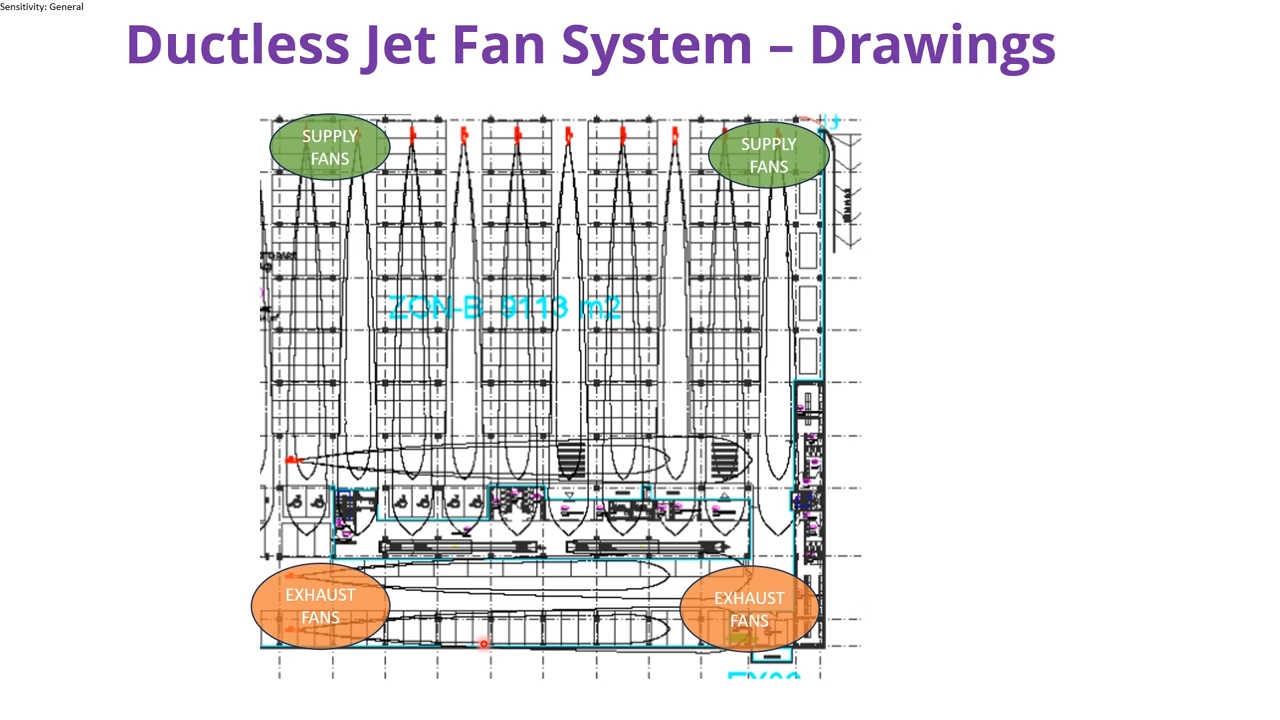 Sensitivity: General
Ductless Jet Fan System – Drawings
SUPPLY
FANS
SUPPLY
FANS
ZON-B 9113 m2
EXHAUST
FANS
EXHAUST
FANS